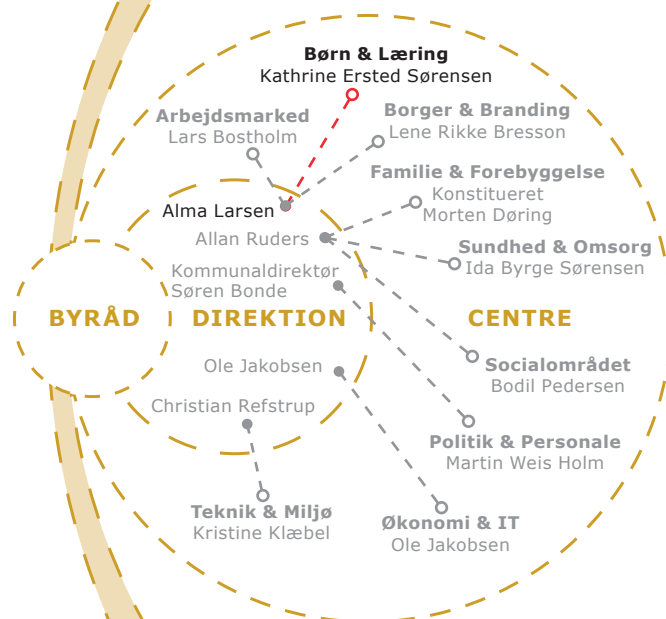 Børn & Læring
Kathrine Ersted Sørensen
Arbejdsmarked
Lars Bostholm
Borger & Branding
Lene Rikke Bresson
Familie & Forebyggelse
Konstitueret
Morten Døring
Alma Larsen
Allan Ruders
Sundhed & Omsorg
Ida Byrge Sørensen
Kommunaldirektør
Søren Bonde
BYRÅD
DIREKTION
CENTRE
Ole Jakobsen
Socialområdet
Bodil Pedersen
Christian Refstrup
Politik & Personale
Martin Weis Holm
Teknik & Miljø
Kristine Klæbel
Økonomi & IT
Ole Jakobsen